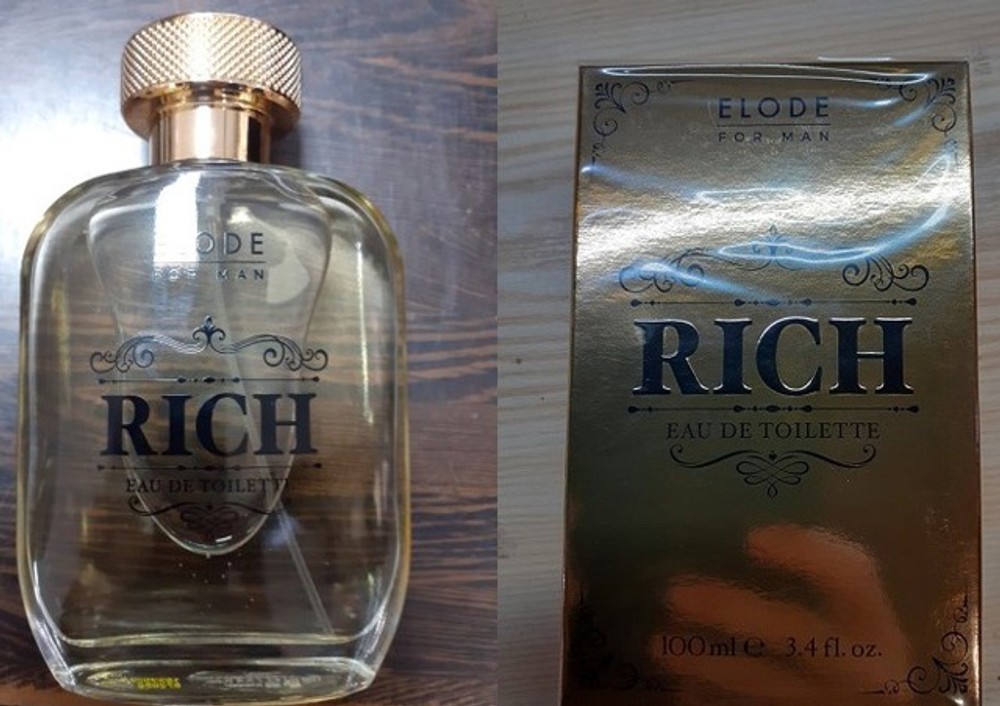 ELODE
FOR MAN
RICH
EAU DE TOILETTE
ELODE
FOR MAN
RICH
EAU DE TOILETTE
100 ml e 3.4 fl. oz.